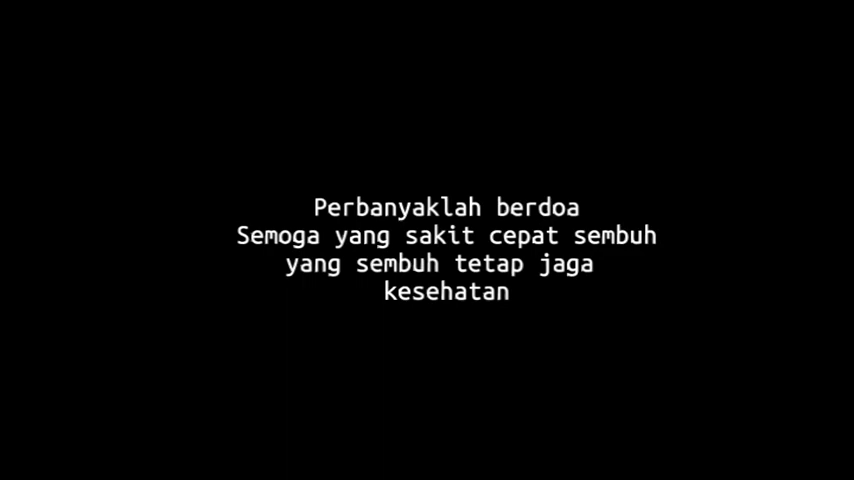 Perbanyaklah berdoa
Semoga yang sakit cepat sembuh
yang sembuh tetap jaga
kesehatan